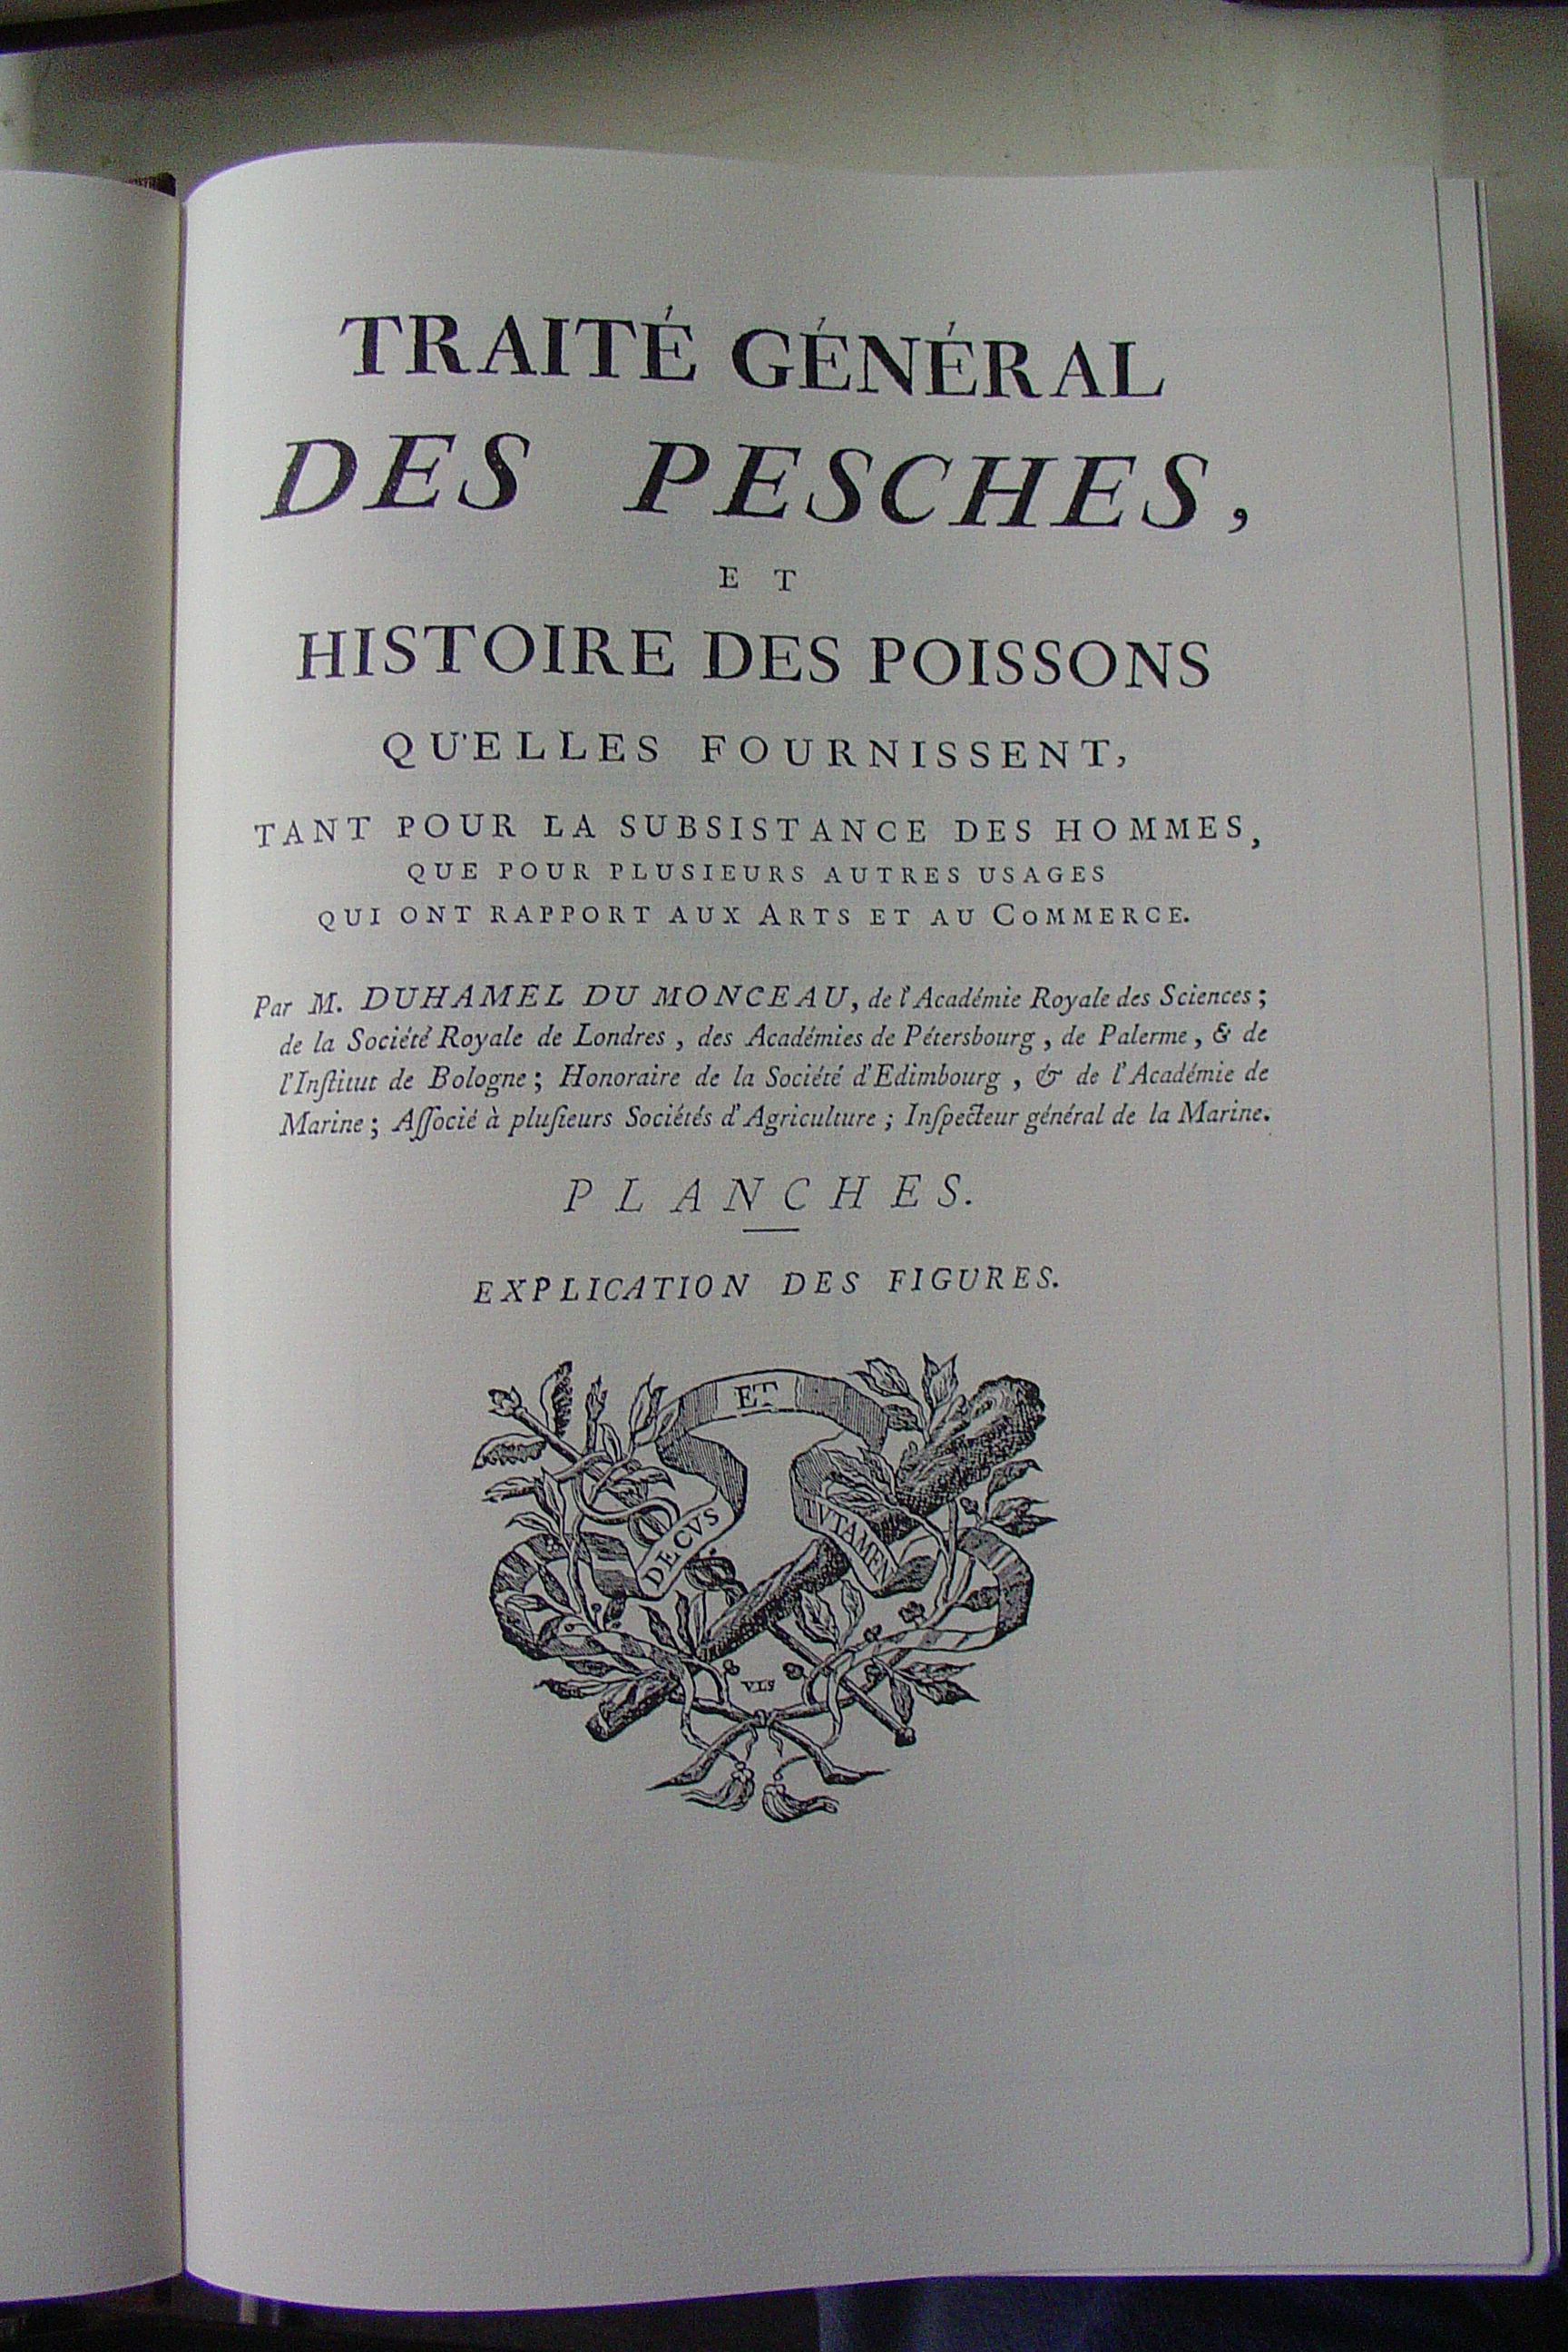 TRAITÉ GÉNÉRAL
DES PESCHES,
ET
HISTOIRE DES POISSONS
QU'ELLES FOURNISSENT,
TANT POUR LA SUBSISTANCE DES HOMMES,
QUE POUR PLUSIEURS AUTRES USAGES
QUI ONT RAPPORT AUX ARTS ET AU COMMERCE.
Par M. DUHAMEL DU MONCEAU, de l'Académie Royale des Sciences;
de la Société Royale de Londres, des Académies de Pétersbourg, de Palerme, & de
l'Inſtitut de Bologne; Honoraire de la Société d'Edimbourg, & de l'Académie de
Marine; Aſſocié à pluſieurs Sociétés d'Agriculture; Inſpecteur général de la Marine.
PLANCHES.
EXPLICATION DES FIGURES.
ET
DECVS
VTAMEN